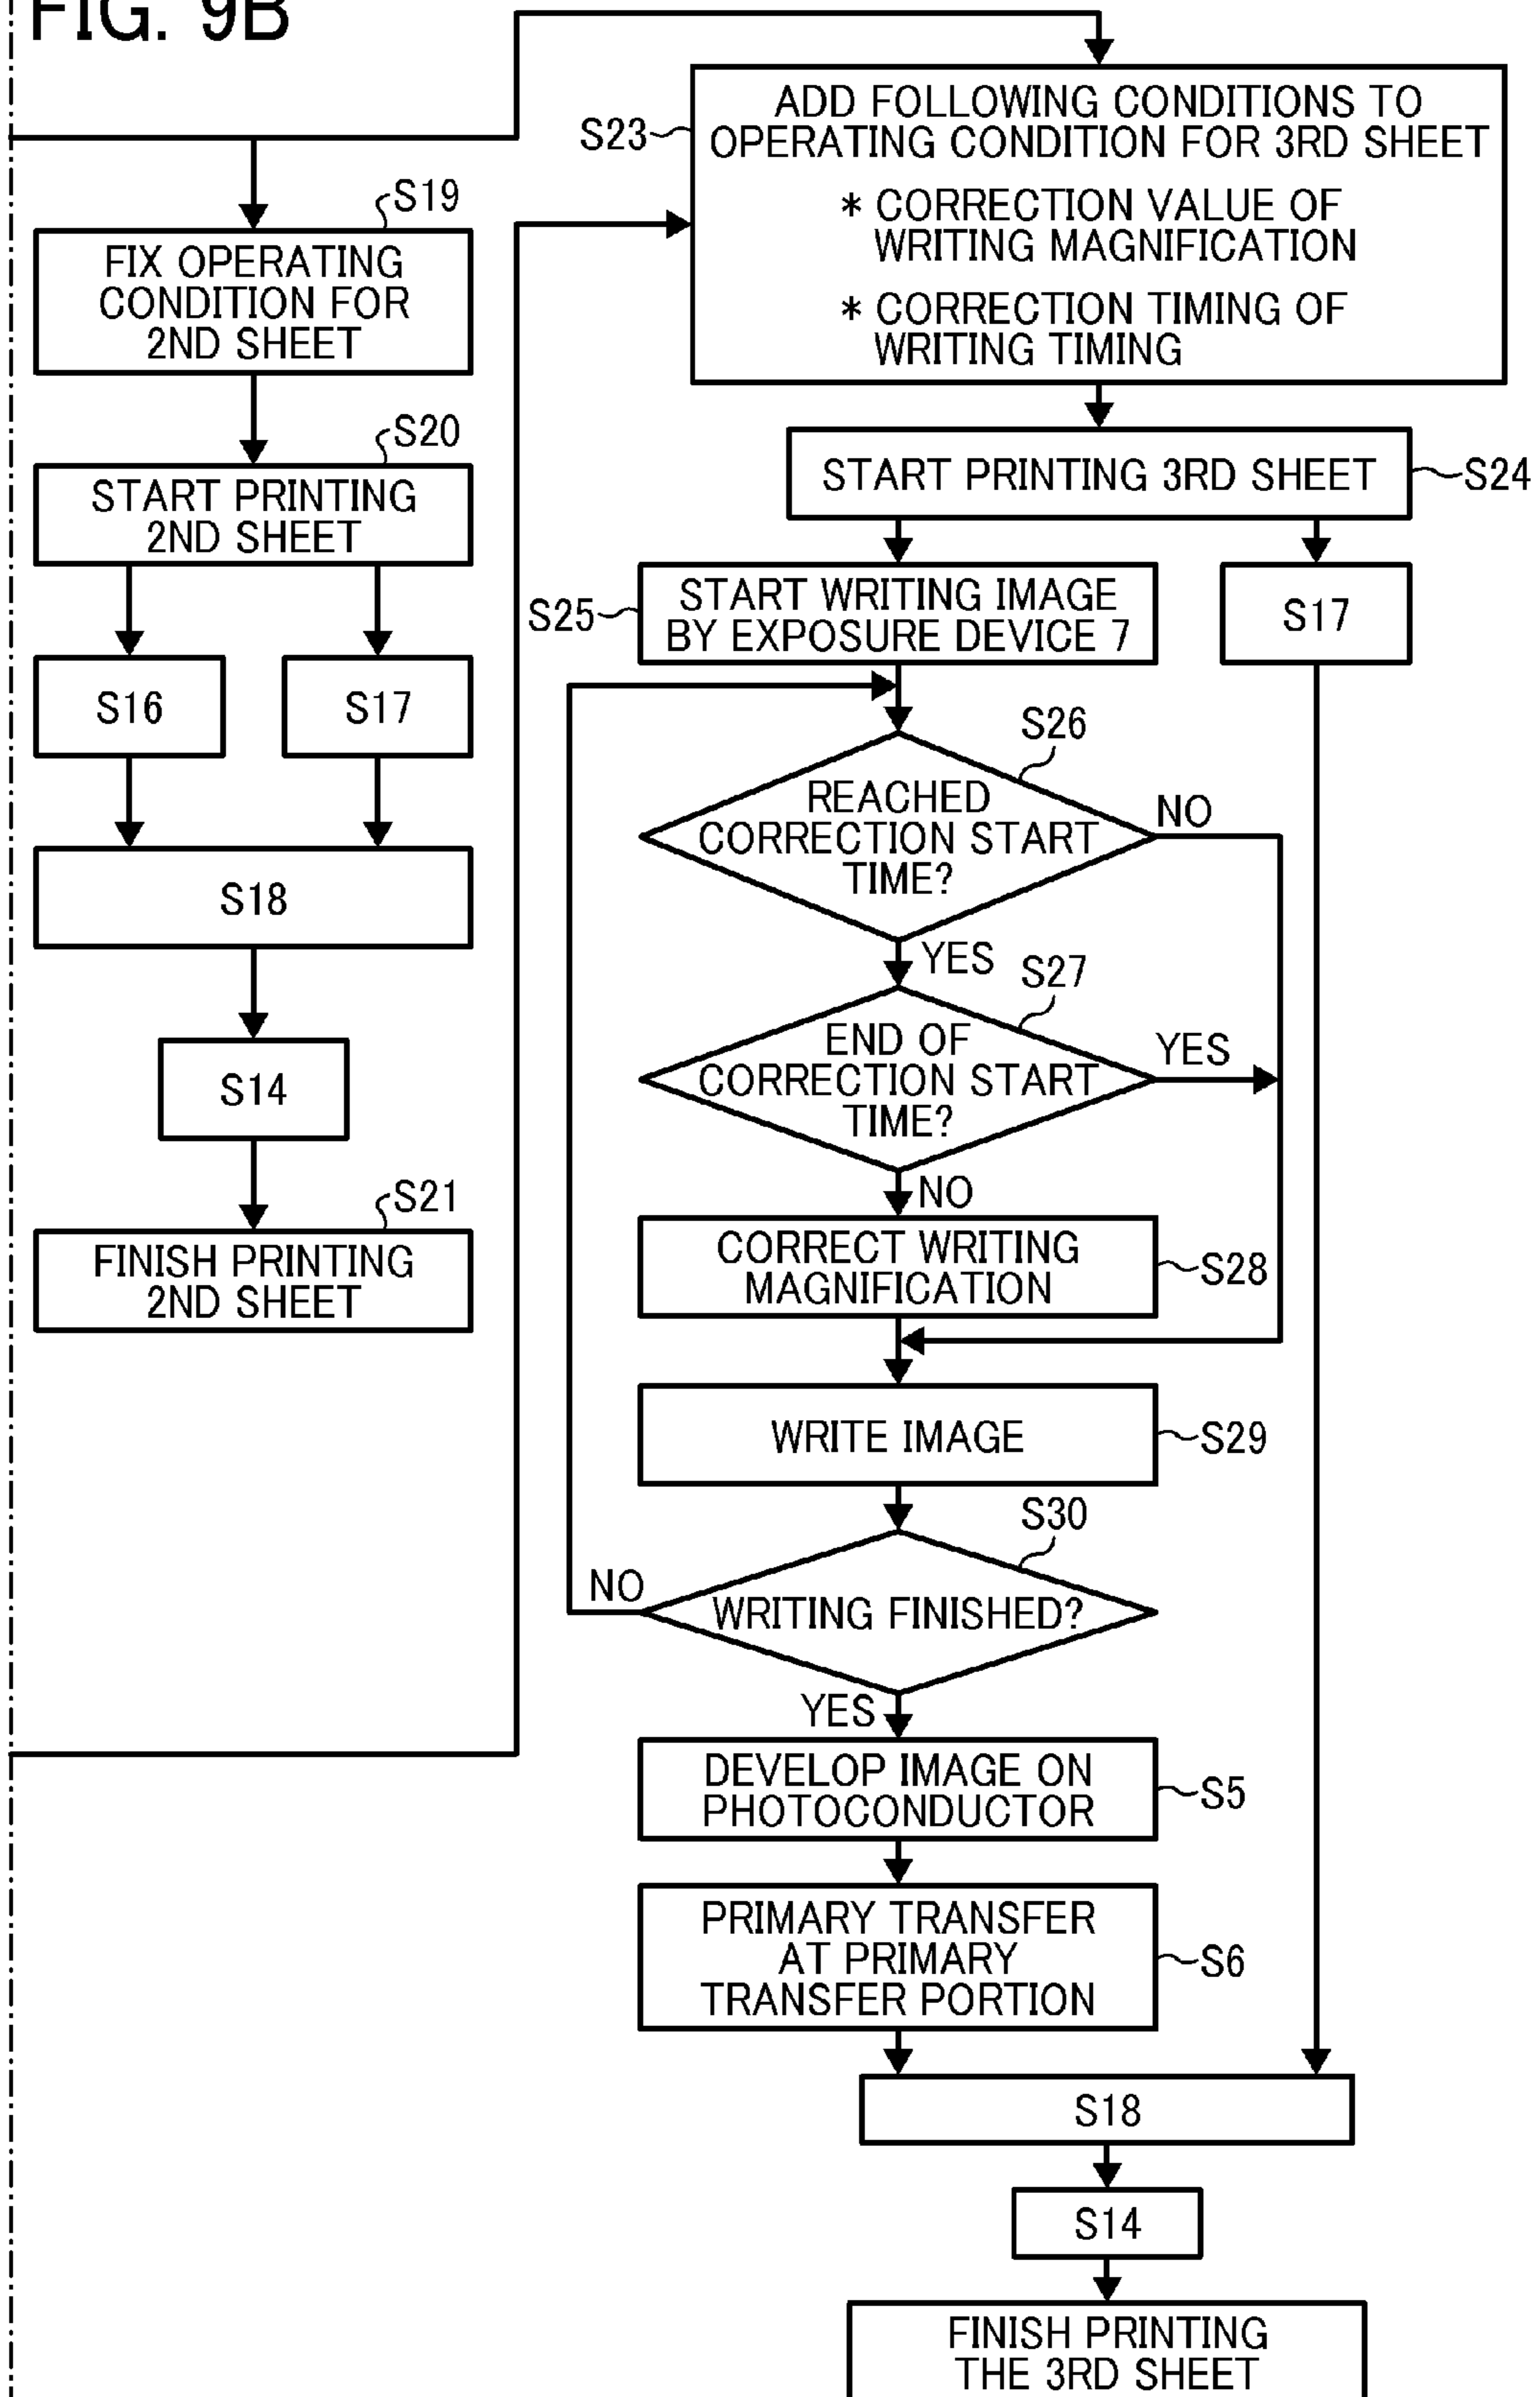 FIG. 9B
S19
FIX OPERATING
CONDITION FOR
2ND SHEET
S20
START PRINTING
2ND SHEET
S16
S17
S18
S14
S21
FINISH PRINTING
2ND SHEET
S23
ADD FOLLOWING CONDITIONS TO
OPERATING CONDITION FOR 3RD SHEET
* CORRECTION VALUE OF
WRITING MAGNIFICATION
* CORRECTION TIMING OF
WRITING TIMING
START PRINTING 3RD SHEET
S24
S25
START WRITING IMAGE
BY EXPOSURE DEVICE 7
S17
S26
REACHED
CORRECTION START
TIME?
NO
YES
S27
END OF
CORRECTION START
TIME?
YES
NO
CORRECT WRITING
MAGNIFICATION
S28
WRITE IMAGE
S29
S30
NO
WRITING FINISHED?
YES
DEVELOP IMAGE ON
PHOTOCONDUCTOR
S5
PRIMARY TRANSFER
AT PRIMARY
TRANSFER PORTION
S6
S18
S14
FINISH PRINTING
THE 3RD SHEET